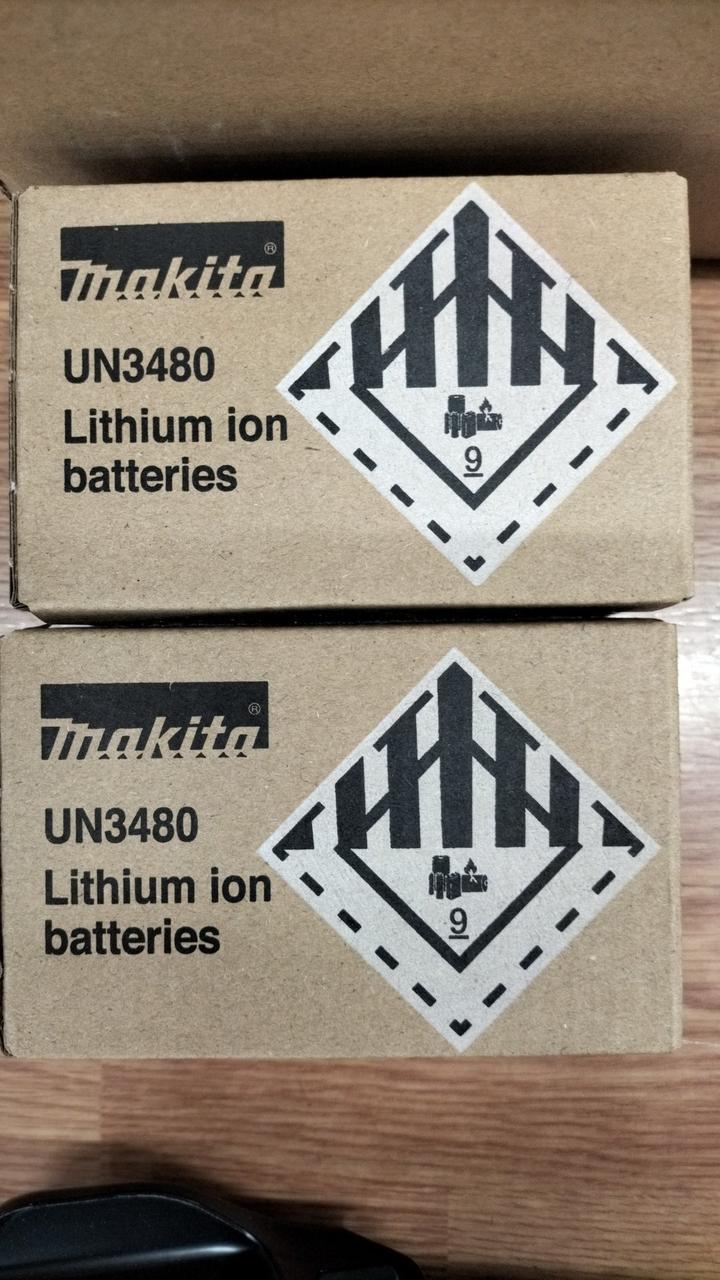 makita®
UN3480
Lithium ion
batteries
9
makita®
UN3480
Lithium ion
batteries
9